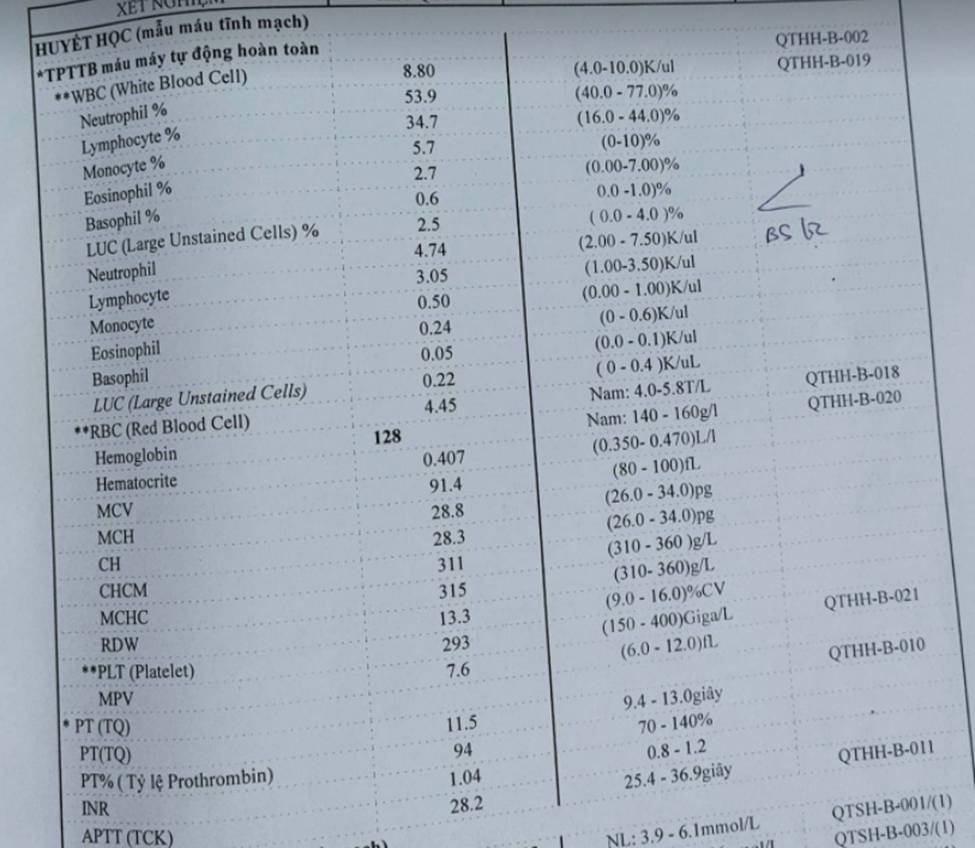 XÉT NGHIỆM
HUYẾT HỌC (mẫu máu tĩnh mạch)
*TPTTB máu máy tự động hoàn toàn QTHH-B-002
**WBC (White Blood Cell) 8.80 (4.0-10.0)K/ul QTHH-B-019
Neutrophil % 53.9 (40.0 - 77.0)%
Lymphocyte % 34.7 (16.0 - 44.0)%
Monocyte % 5.7 (0-10)%
Eosinophil % 2.7 (0.00-7.00)%
Basophil % 0.6 0.0 -1.0)%
LUC (Large Unstained Cells) % 2.5 ( 0.0 - 4.0 )%
Neutrophil 4.74 (2.00 - 7.50)K/ul
Lymphocyte 3.05 (1.00-3.50)K/ul
Monocyte 0.50 (0.00 - 1.00)K/ul
Eosinophil 0.24 (0 - 0.6)K/ul
Basophil 0.05 (0.0 - 0.1)K/ul
LUC (Large Unstained Cells) 0.22 ( 0 - 0.4 )K/uL
**RBC (Red Blood Cell) 4.45 Nam: 4.0-5.8T/L QTHH-B-018
Hemoglobin 128 Nam: 140 - 160g/l QTHH-B-020
Hematocrite 0.407 (0.350- 0.470)L/l
MCV 91.4 (80 - 100)fL
MCH 28.8 (26.0 - 34.0)pg
CH 28.3 (26.0 - 34.0)pg
CHCM 311 (310 - 360 )g/L
MCHC 315 (310- 360)g/L
RDW 13.3 (9.0 - 16.0)%CV
**PLT (Platelet) 293 (150 - 400)Giga/L QTHH-B-021
MPV 7.6 (6.0 - 12.0)fL
* PT (TQ) QTHH-B-010
PT(TQ) 11.5 9.4 - 13.0giây
PT% ( Tỷ lệ Prothrombin) 94 70 - 140%
INR 1.04 0.8 - 1.2
APTT (TCK) 28.2 25.4 - 36.9giây QTHH-B-011
QTSH-B-001/(1)
NL: 3.9 - 6.1mmol/L QTSH-B-003/(1)